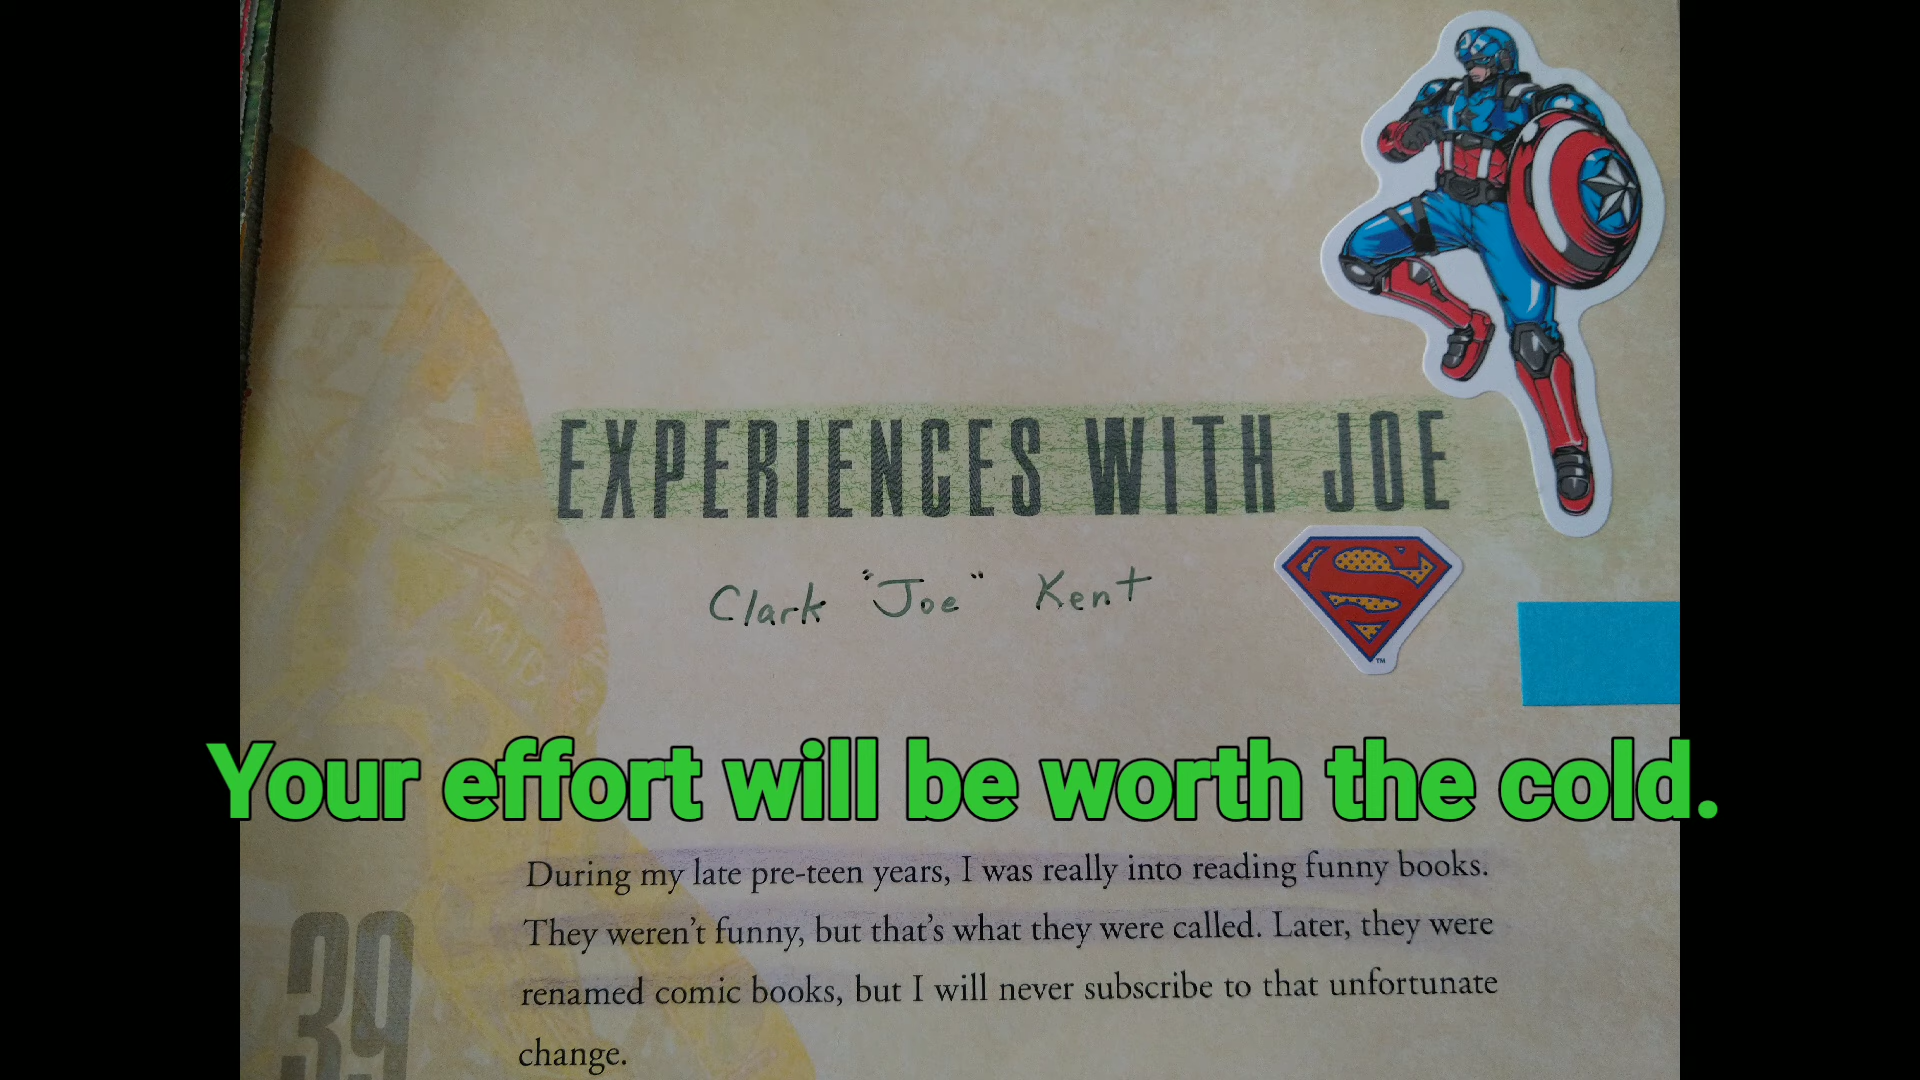 EXPERIENCES WITH JOE
Clark "Joe" Kent
S
TM
Your effort will be worth the cold.
During my late pre-teen years, I was really into reading funny books.
They weren't funny, but that's what they were called. Later, they were
renamed comic books, but I will never subscribe to that unfortunate
change.
39